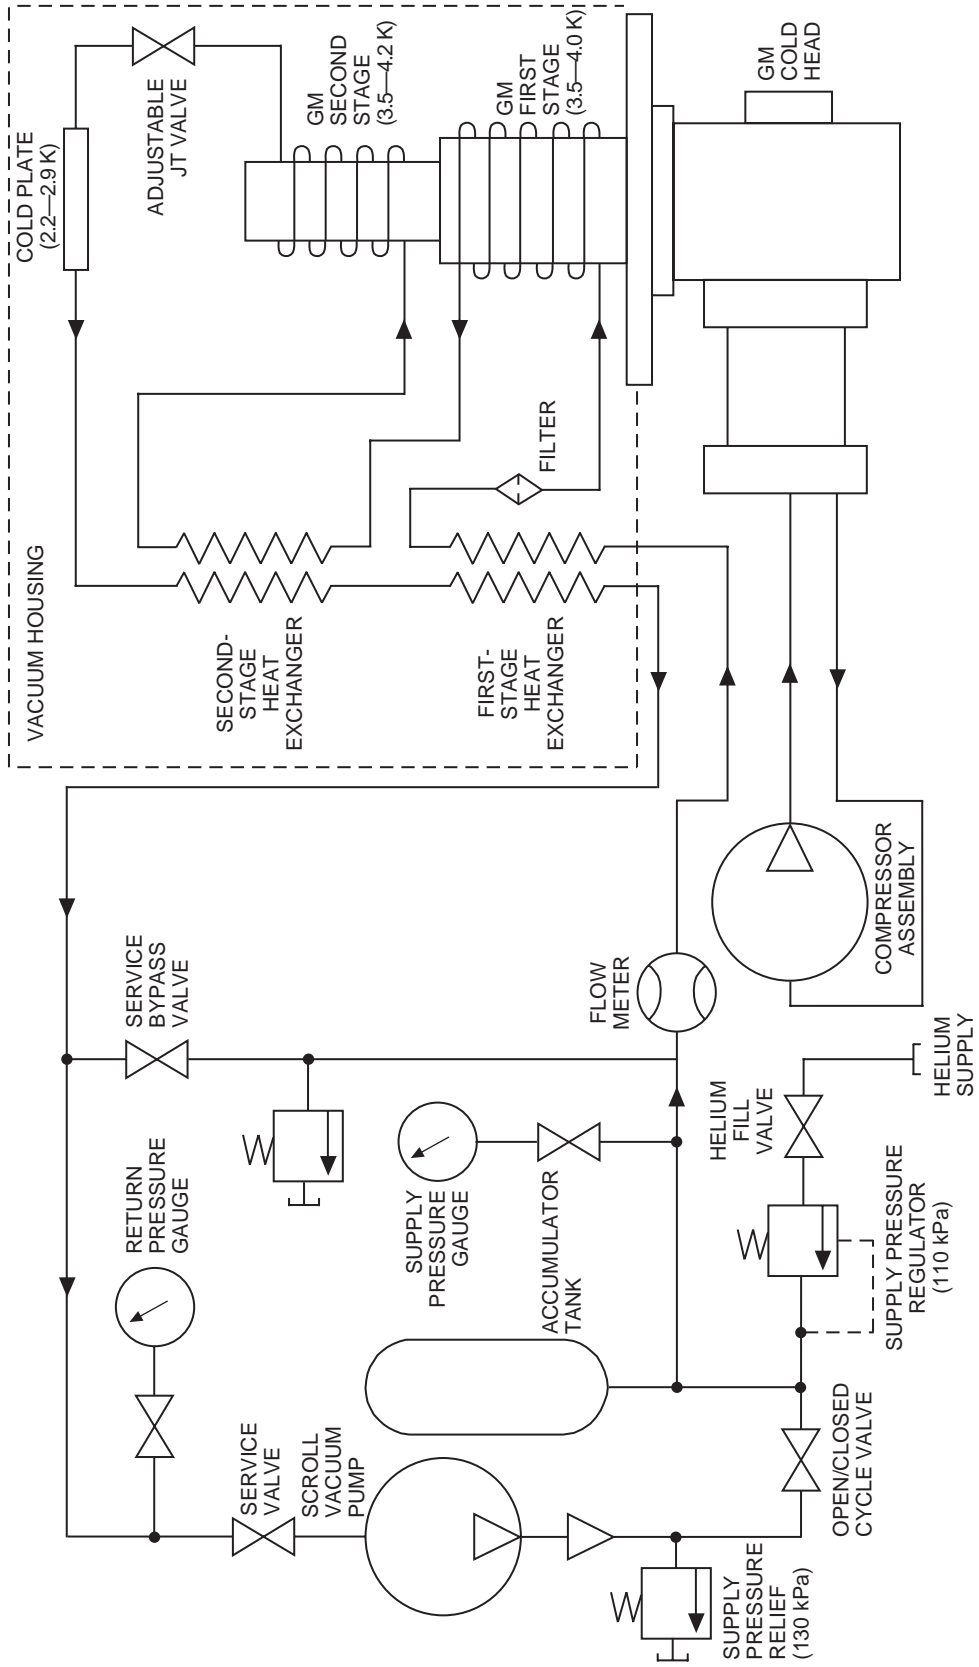 COLD PLATE
(2.2—2.9 K)
ADJUSTABLE
JT VALVE
GM
SECOND
STAGE
(3.5—4.2 K)
GM
FIRST
STAGE
(3.5—4.0 K)
GM
COLD
HEAD
VACUUM HOUSING
SECOND-
STAGE
HEAT
EXCHANGER
FIRST-
STAGE
HEAT
EXCHANGER
FILTER
COMPRESSOR
ASSEMBLY
SERVICE
BYPASS
VALVE
FLOW
METER
HELIUM
SUPPLY
RETURN
PRESSURE
GAUGE
SUPPLY
PRESSURE
GAUGE
HELIUM
FILL
VALVE
ACCUMULATOR
TANK
SUPPLY PRESSURE
REGULATOR
(110 kPa)
SERVICE
VALVE
SCROLL
VACUUM
PUMP
OPEN/CLOSED
CYCLE VALVE
SUPPLY
PRESSURE
RELIEF
(130 kPa)